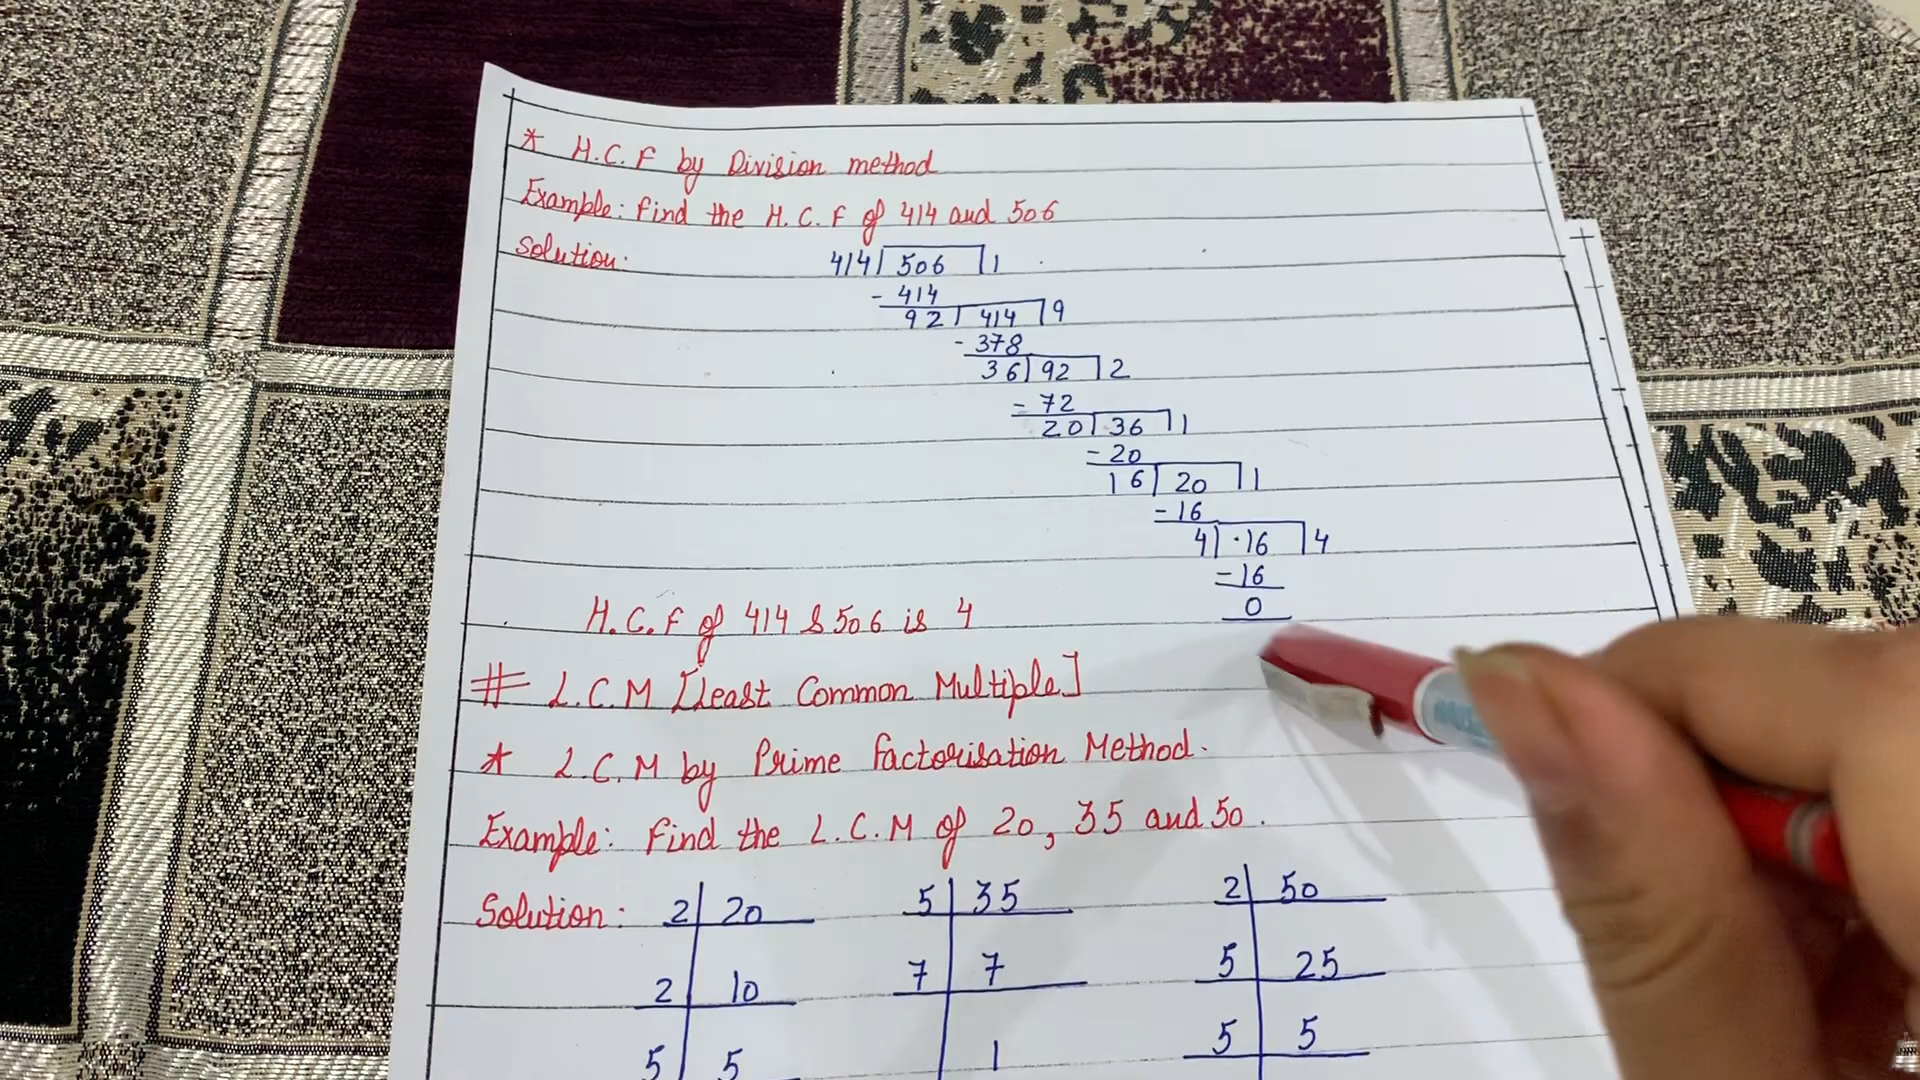 * H.C.F by Division method
Example: find the H.C.F of 414 and 506
Solution: 414 506 1
- 414
92 414 9
- 378
36 92 2
- 72
20 36 1
- 20
16 20 1
- 16
4 16 4
- 16
0
H.C.F of 414 & 506 is 4
# L.C.M [Least Common Multiple]
* L.C.M by Prime factorisation Method.
Example: Find the L.C.M of 20, 35 and 50.
Solution: 2 20 5 35 2 50
2 10 7 7 5 25
5 5 1 5 5